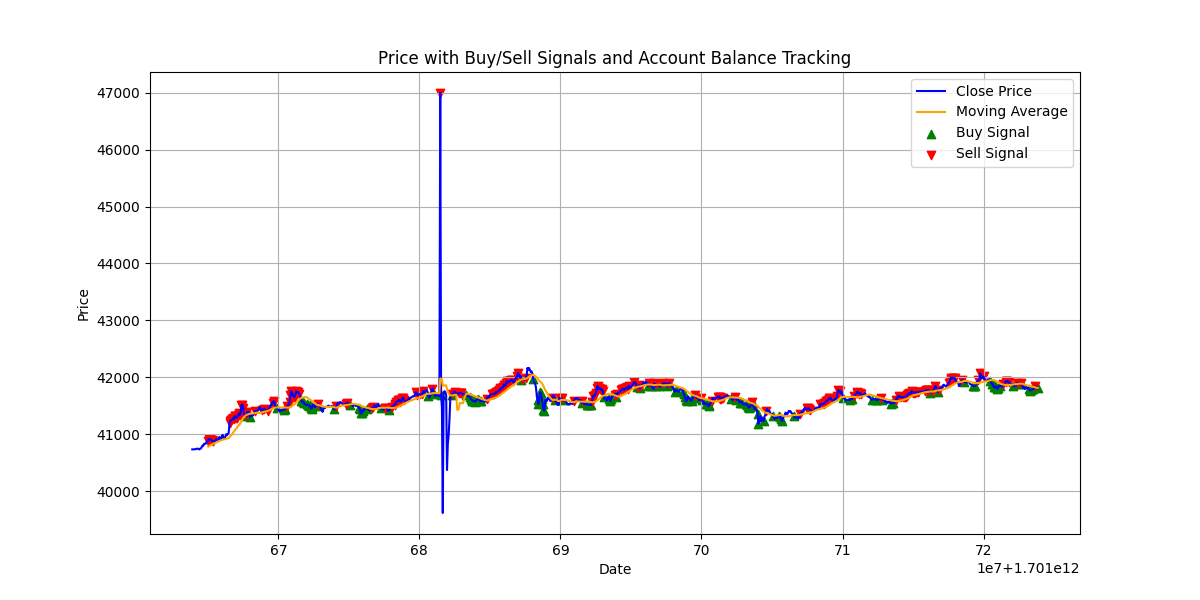 Price with Buy/Sell Signals and Account Balance Tracking
47000
46000
45000
44000
43000
42000
41000
40000
Price
Close Price
Moving Average
Buy Signal
Sell Signal
67 68 69 70 71 72
1e7+1.701e12
Date